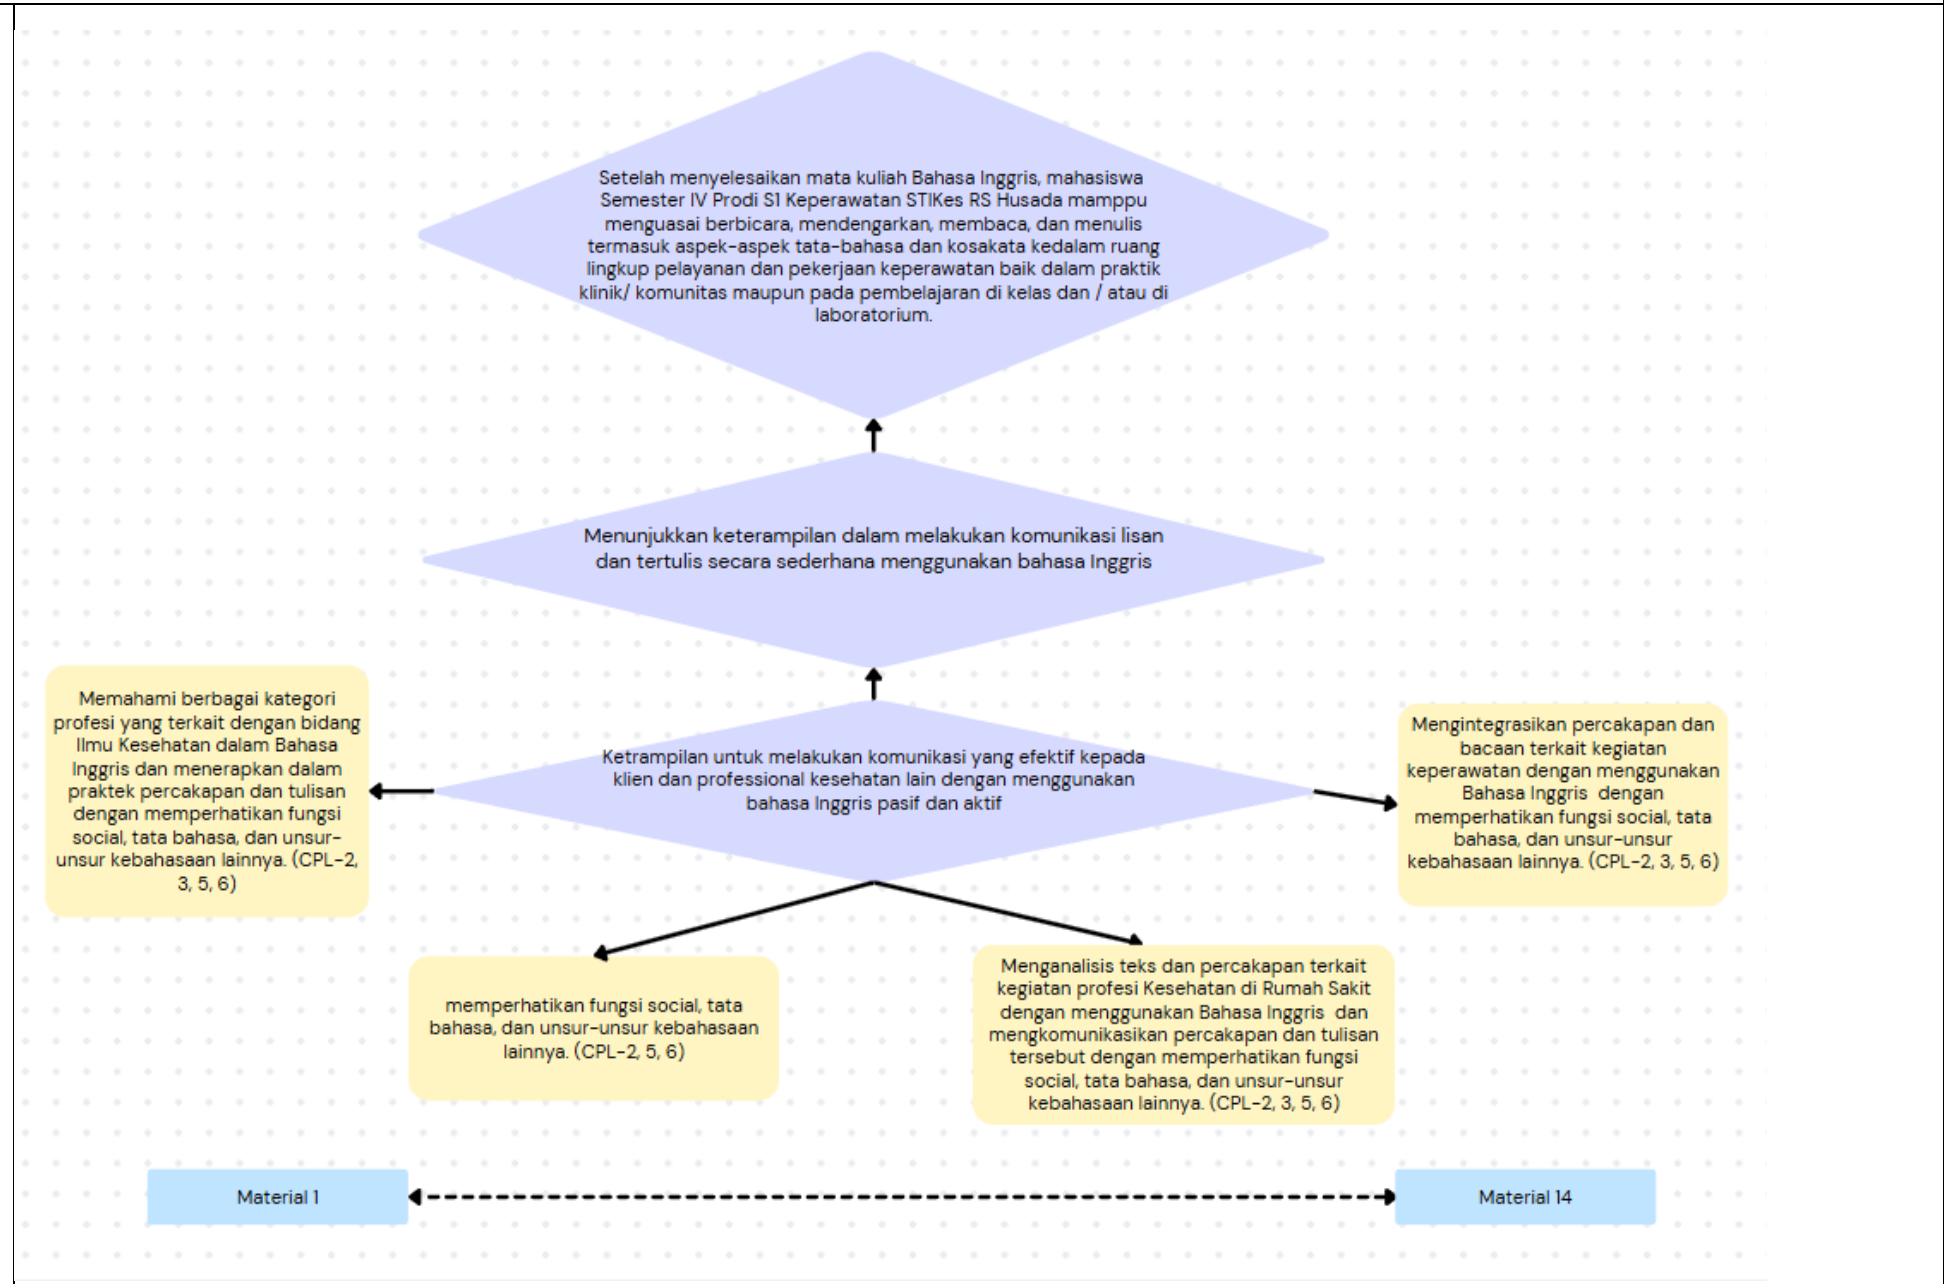 Setelah menyelesaikan mata kuliah Bahasa Inggris, mahasiswa
Semester IV Prodi S1 Keperawatan STIKes RS Husada mamppu
menguasai berbicara, mendengarkan, membaca, dan menulis
termasuk aspek-aspek tata-bahasa dan kosakata kedalam ruang
lingkup pelayanan dan pekerjaan keperawatan baik dalam praktik
klinik/ komunitas maupun pada pembelajaran di kelas dan / atau di
laboratorium.
Menunjukkan keterampilan dalam melakukan komunikasi lisan
dan tertulis secara sederhana menggunakan bahasa Inggris
Memahami berbagai kategori
profesi yang terkait dengan bidang
Ilmu Kesehatan dalam Bahasa
Inggris dan menerapkan dalam
praktek percakapan dan tulisan
dengan memperhatikan fungsi
social, tata bahasa, dan unsur-
unsur kebahasaan lainnya. (CPL-2,
3, 5, 6)
Ketrampilan untuk melakukan komunikasi yang efektif kepada
klien dan professional kesehatan lain dengan menggunakan
bahasa Inggris pasif dan aktif
Mengintegrasikan percakapan dan
bacaan terkait kegiatan
keperawatan dengan menggunakan
Bahasa Inggris  dengan
memperhatikan fungsi social, tata
bahasa, dan unsur-unsur
kebahasaan lainnya. (CPL-2, 3, 5, 6)
memperhatikan fungsi social, tata
bahasa, dan unsur-unsur kebahasaan
lainnya. (CPL-2, 5, 6)
Menganalisis teks dan percakapan terkait
kegiatan profesi Kesehatan di Rumah Sakit
dengan menggunakan Bahasa Inggris  dan
mengkomunikasikan percakapan dan tulisan
tersebut dengan memperhatikan fungsi
social, tata bahasa, dan unsur-unsur
kebahasaan lainnya. (CPL-2, 3, 5, 6)
Material 1
Material 14